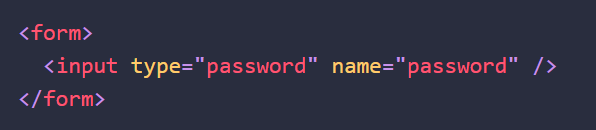 <form>
  <input type="password" name="password" />
</form>